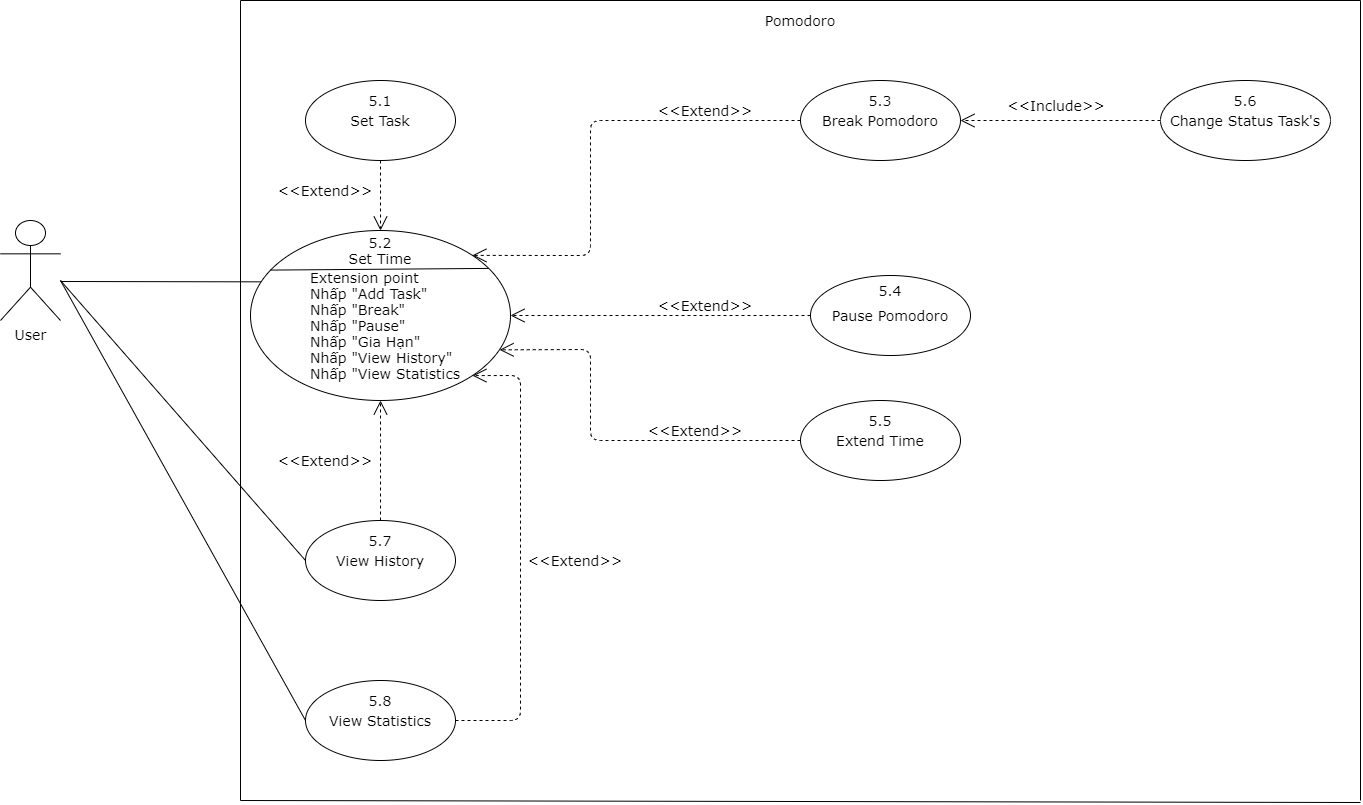 Pomodoro
5.1
Set Task
<<Extend>>
5.3
Break Pomodoro
<<Include>>
5.6
Change Status Task's
<<Extend>>
User
5.2
Set Time
Extension point
Nhấp "Add Task"
Nhấp "Break"
Nhấp "Pause"
Nhấp "Gia Hạn"
Nhấp "View History"
Nhấp "View Statistics
<<Extend>>
5.4
Pause Pomodoro
<<Extend>>
5.5
Extend Time
<<Extend>>
5.7
View History
<<Extend>>
5.8
View Statistics